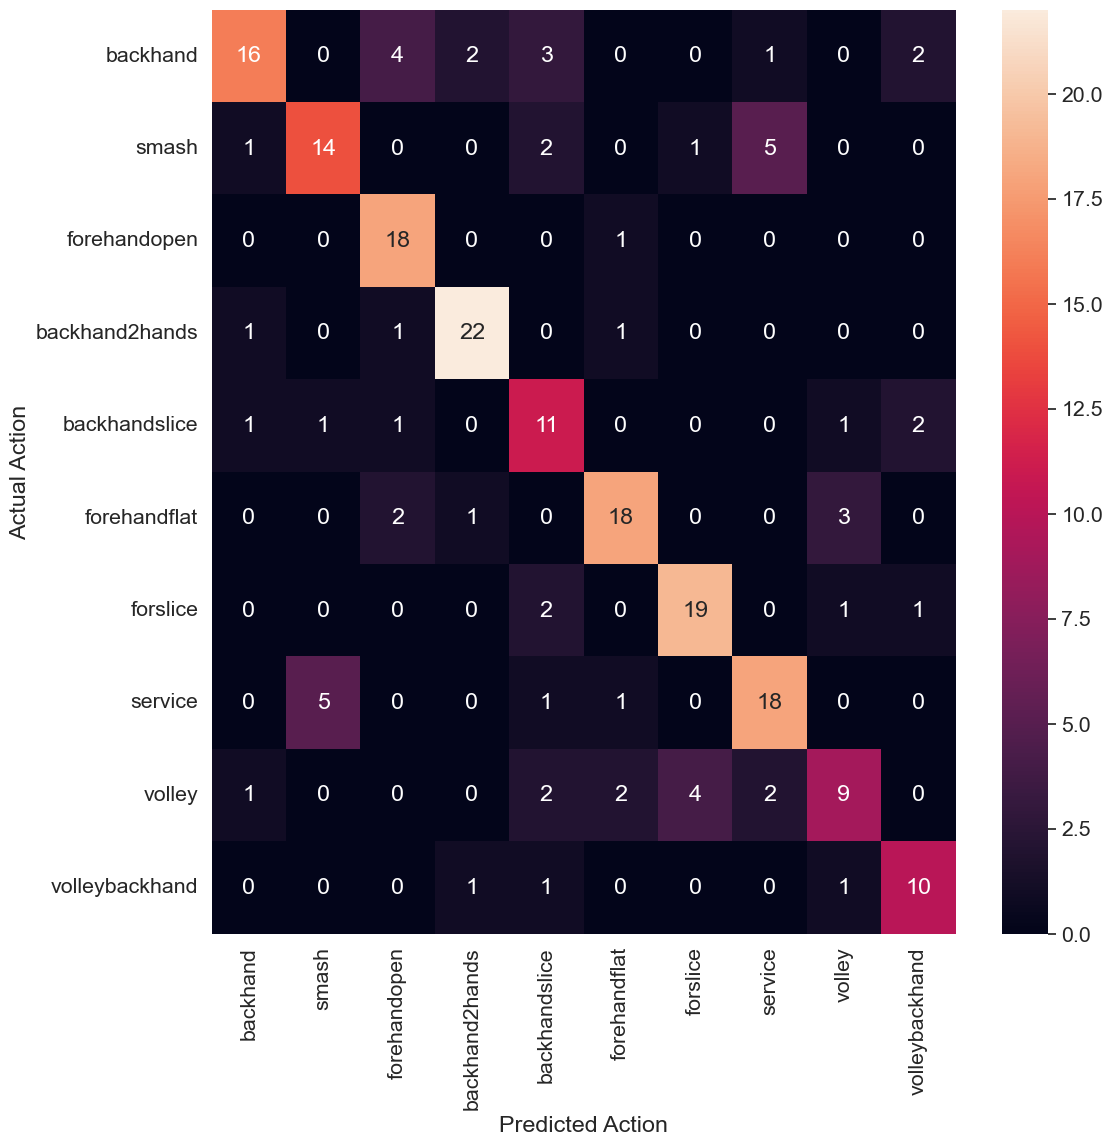 backhand 16 0 4 2 3 0 0 1 0 2
smash 1 14 0 0 2 0 1 5 0 0
forehandopen 0 0 18 0 0 1 0 0 0 0
backhand2hands 1 0 1 22 0 1 0 0 0 0
backhandslice 1 1 1 0 11 0 0 0 1 2
forehandflat 0 0 2 1 0 18 0 0 3 0
forslice 0 0 0 0 2 0 19 0 1 1
service 0 5 0 0 1 1 0 18 0 0
volley 1 0 0 0 2 2 4 2 9 0
volleybackhand 0 0 0 1 1 0 0 0 1 10
Actual Action
backhand
smash
forehandopen
backhand2hands
backhandslice
forehandflat
forslice
service
volley
volleybackhand
Predicted Action
20.0
17.5
15.0
12.5
10.0
7.5
5.0
2.5
0.0